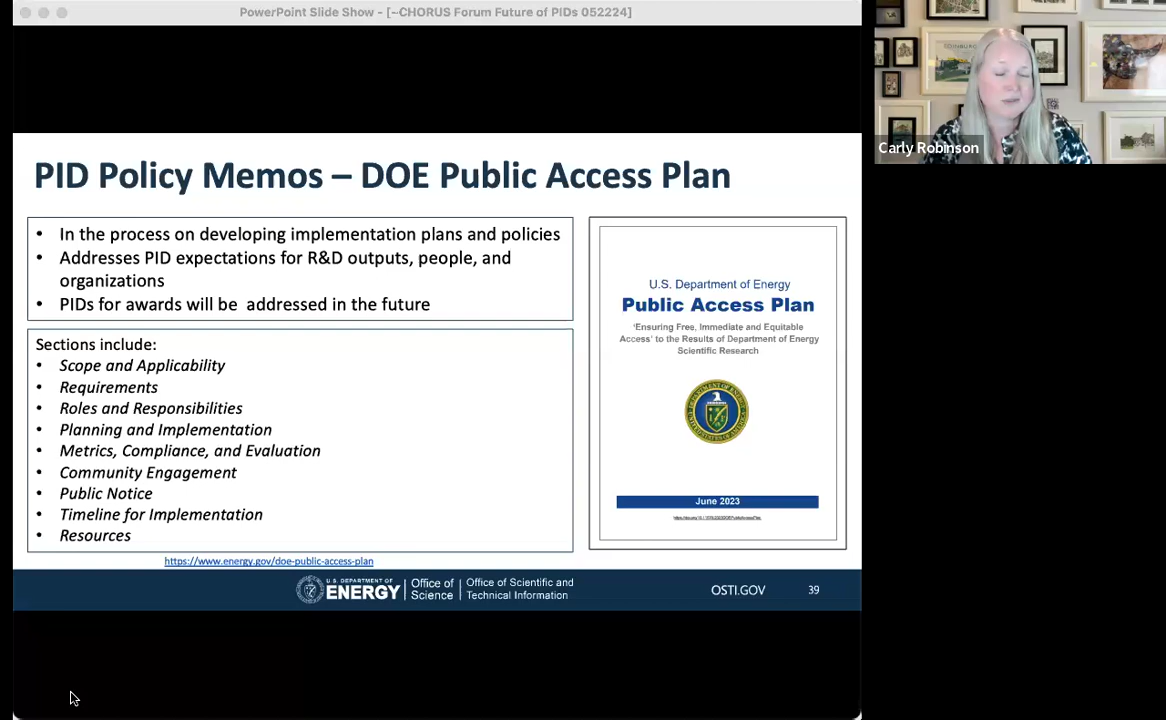 PowerPoint Slide Show - [~CHORUS Forum Future of PIDs 052224]
EDINBURGH
Carly Robinson
PID Policy Memos – DOE Public Access Plan
• In the process on developing implementation plans and policies
• Addresses PID expectations for R&D outputs, people, and
organizations
• PIDs for awards will be addressed in the future
Sections include:
• Scope and Applicability
• Requirements
• Roles and Responsibilities
• Planning and Implementation
• Metrics, Compliance, and Evaluation
• Community Engagement
• Public Notice
• Timeline for Implementation
• Resources
https://www.energy.gov/doe-public-access-plan
U.S. Department of Energy
Public Access Plan
‘Ensuring Free, Immediate and Equitable
Access’ to the Results of Department of Energy
Scientific Research
June 2023
U.S. DEPARTMENT OF
ENERGY
Office of
Science
Office of Scientific and
Technical Information
OSTI.GOV
39